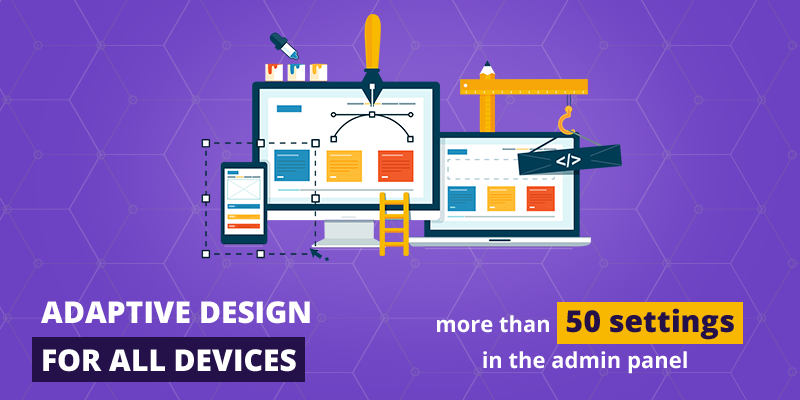 </>
ADAPTIVE DESIGN
FOR ALL DEVICES
more than 50 settings
in the admin panel